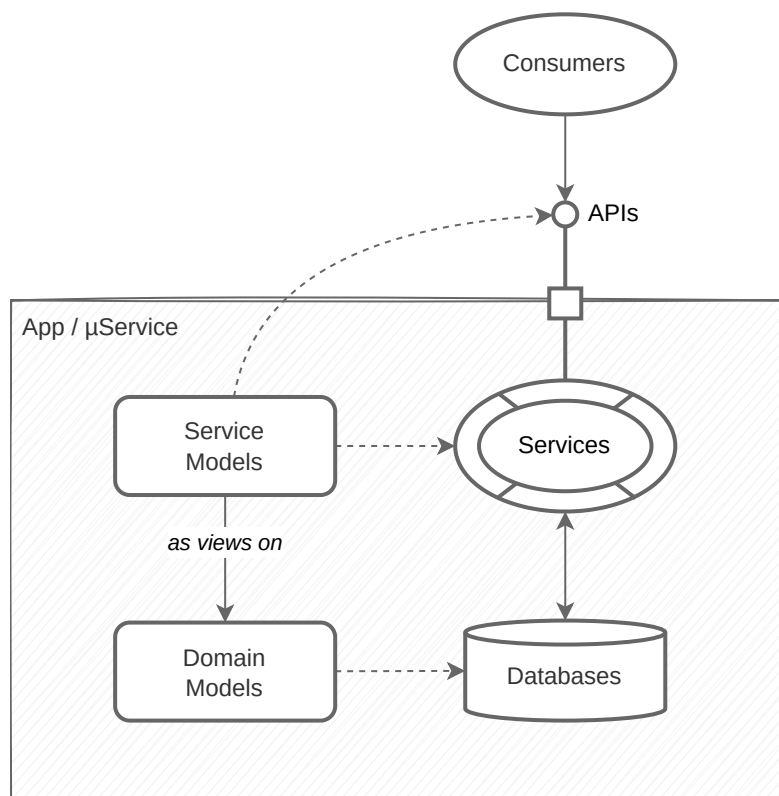 Consumers
APIs
App / µService
Service
Models
Services
as views on
Domain
Models
Databases